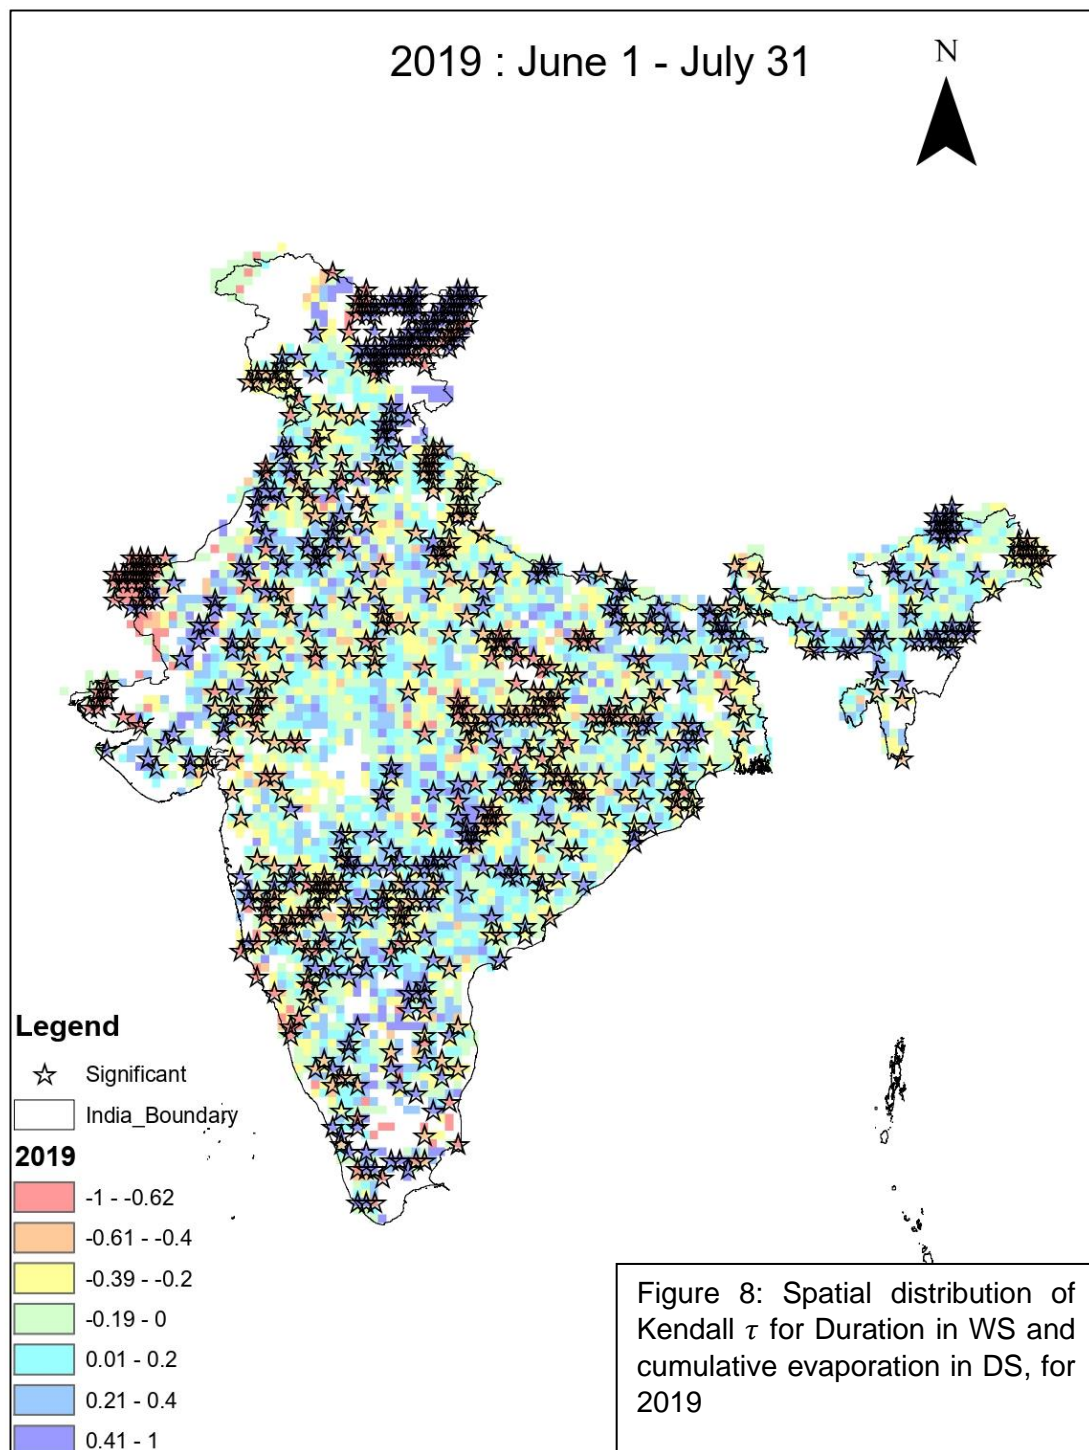 2019 : June 1 - July 31
N
Legend
Significant
India_Boundary
2019
-1 - -0.62
-0.61 - -0.4
-0.39 - -0.2
-0.19 - 0
0.01 - 0.2
0.21 - 0.4
0.41 - 1
Figure 8: Spatial distribution of
Kendall 𝜏 for Duration in WS and
cumulative evaporation in DS, for
2019